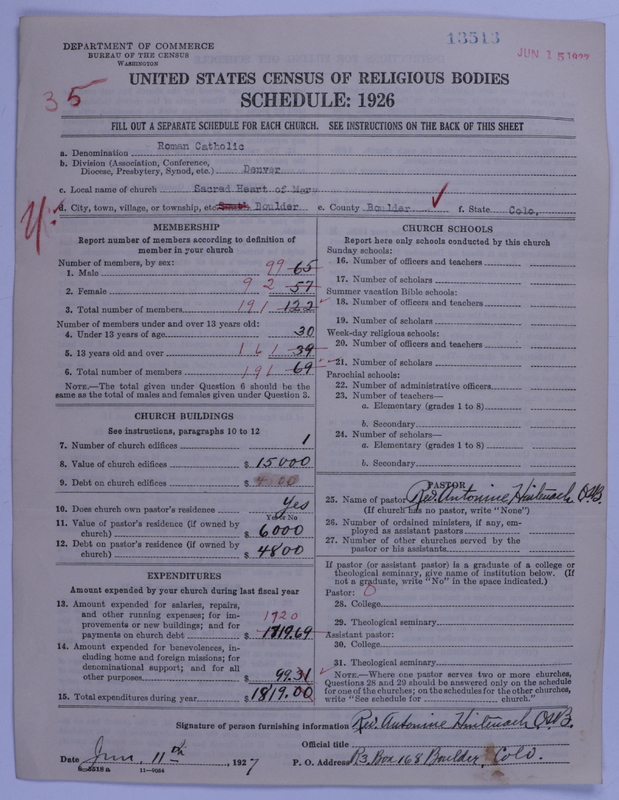 13513
JUN 15 1927
DEPARTMENT OF COMMERCE
BUREAU OF THE CENSUS
WASHINGTON
35
UNITED STATES CENSUS OF RELIGIOUS BODIES
SCHEDULE: 1926
FILL OUT A SEPARATE SCHEDULE FOR EACH CHURCH. SEE INSTRUCTIONS ON THE BACK OF THIS SHEET
a. Denomination Roman Catholic
b. Division (Association, Conference,
Diocese, Presbytery, Synod, etc.) Denver
c. Local name of church Sacred Heart of Mary
d. City, town, village, or township, etc. South Boulder e. County Boulder f. State Colo.
MEMBERSHIP
Report number of members according to definition of
member in your church
Number of members, by sex:
1. Male 99 65
2. Female 92 57
3. Total number of members 191 122
Number of members under and over 13 years old:
4. Under 13 years of age 30
5. 13 years old and over 161 39
6. Total number of members 191 69
NOTE.—The total given under Question 6 should be the
same as the total of males and females given under Question 3.
CHURCH BUILDINGS
See instructions, paragraphs 10 to 12
7. Number of church edifices 1
8. Value of church edifices $ 15000
9. Debt on church edifices $
10. Does church own pastor's residence Yes
Yes or No
11. Value of pastor's residence (if owned by
church) $ 6000
12. Debt on pastor's residence (if owned by
church) $ 4800
EXPENDITURES
Amount expended by your church during last fiscal year
13. Amount expended for salaries, repairs,
and other running expenses; for im-
provements or new buildings; and for
payments on church debt $ 1720 1719.69
14. Amount expended for benevolences, in-
cluding home and foreign missions; for
denominational support; and for all
other purposes $ 99.31
15. Total expenditures during year $ 1819.00
CHURCH SCHOOLS
Report here only schools conducted by this church
Sunday schools:
16. Number of officers and teachers
17. Number of scholars
Summer vacation Bible schools:
18. Number of officers and teachers
19. Number of scholars
Week-day religious schools:
20. Number of officers and teachers
21. Number of scholars
Parochial schools:
22. Number of administrative officers
23. Number of teachers—
a. Elementary (grades 1 to 8)
b. Secondary
24. Number of scholars—
a. Elementary (grades 1 to 8)
b. Secondary
PASTOR
25. Name of pastor Rev. Antonine Hintenach O.S.B.
(If church has no pastor, write "None")
26. Number of ordained ministers, if any, em-
ployed as assistant pastors
27. Number of other churches served by the
pastor or his assistants
If pastor (or assistant pastor) is a graduate of a college or
theological seminary, give name of institution below. (If
not a graduate, write "No" in the space indicated.)
Pastor: 0
28. College
29. Theological seminary
Assistant pastor:
30. College
31. Theological seminary
NOTE.—Where one pastor serves two or more churches,
Questions 28 and 29 should be answered only on the schedule
for one of the churches; on the schedules for the other churches,
write "See schedule for church."
Signature of person furnishing information Rev. Antonine Hintenach O.S.B.
Official title
Date Jun. 11th, 1927 P. O. Address P.O. Box 168 Boulder, Colo.
8-5518a 11—9054